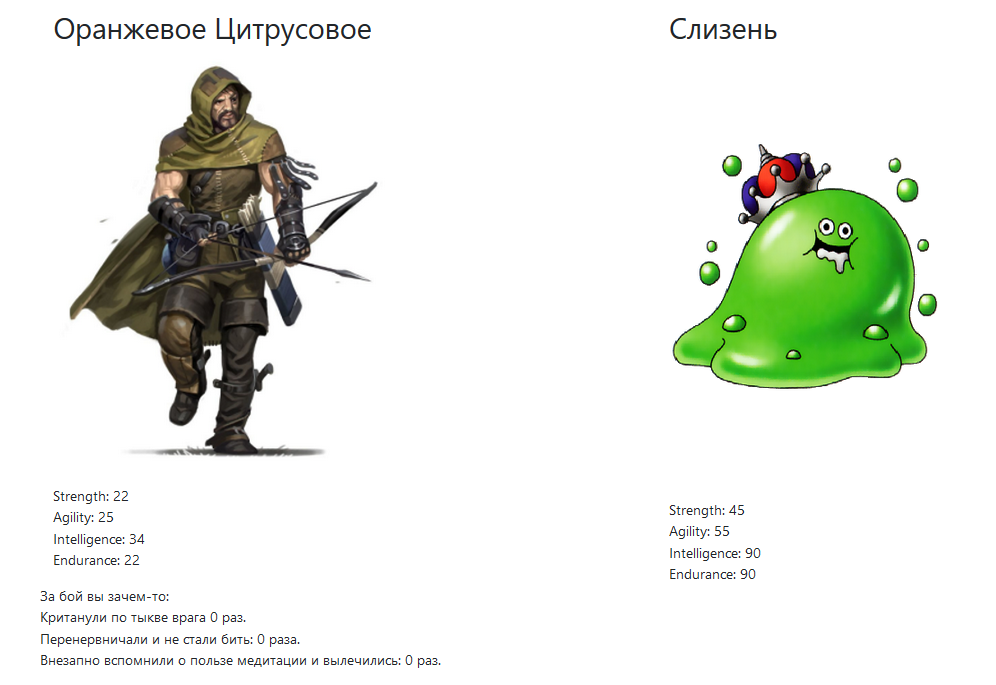 Оранжевое Цитрусовое
Слизень
Strength: 22
Agility: 25
Intelligence: 34
Endurance: 22
Strength: 45
Agility: 55
Intelligence: 90
Endurance: 90
За бой вы зачем-то:
Кританули по тыкве врага 0 раз.
Перенервничали и не стали бить: 0 раза.
Внезапно вспомнили о пользе медитации и вылечились: 0 раз.